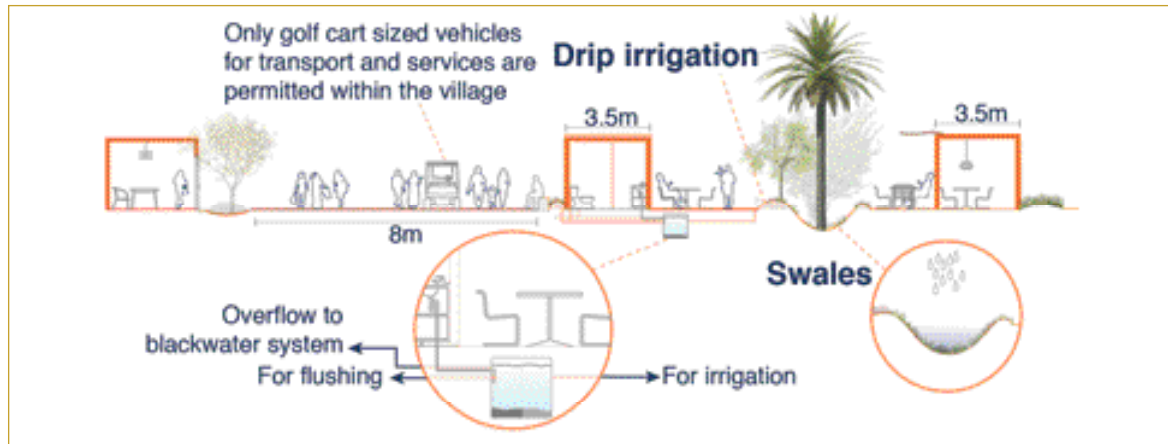 Only golf cart sized vehicles
for transport and services are
permitted within the village
Drip irrigation
3.5m
3.5m
8m
Swales
Overflow to
blackwater system
For flushing
For irrigation